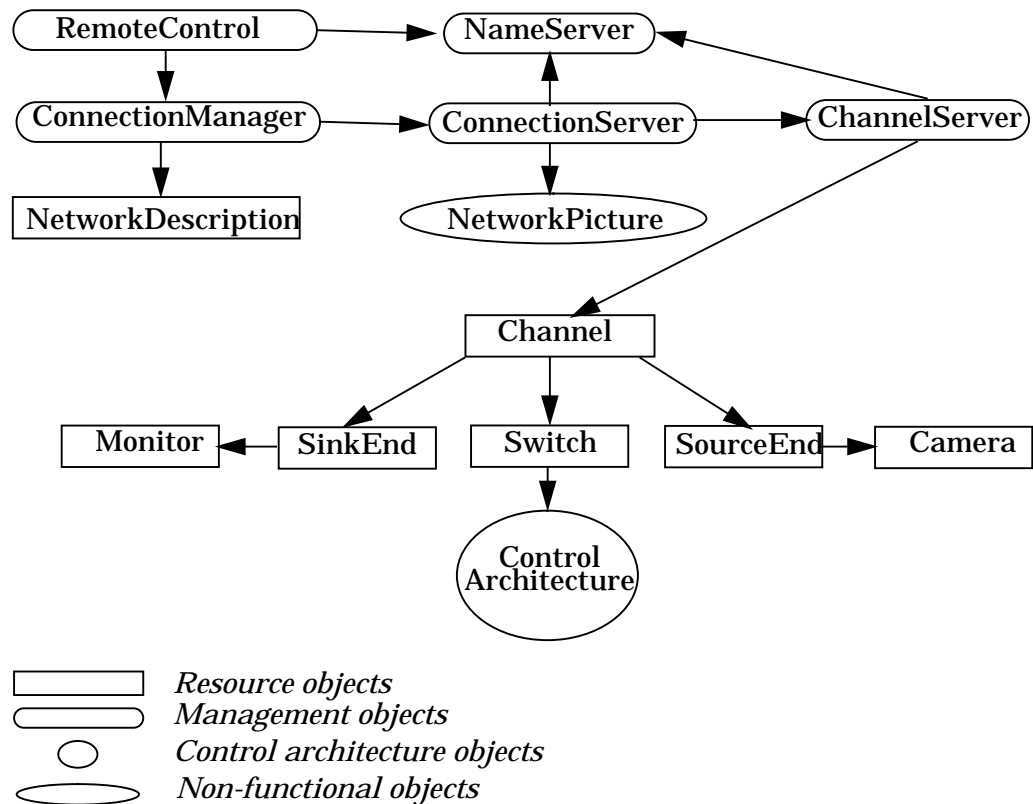 RemoteControl
NameServer
ConnectionManager
ConnectionServer
ChannelServer
NetworkDescription
NetworkPicture
Channel
Monitor
SinkEnd
Switch
SourceEnd
Camera
Control
Architecture
Resource objects
Management objects
Control architecture objects
Non-functional objects